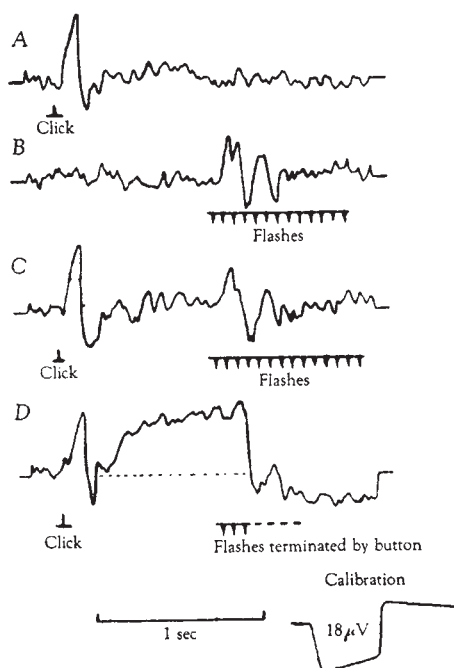 A
Click
B
Flashes
C
Click
Flashes
D
Click
Flashes terminated by button
Calibration
1 sec
18 μV